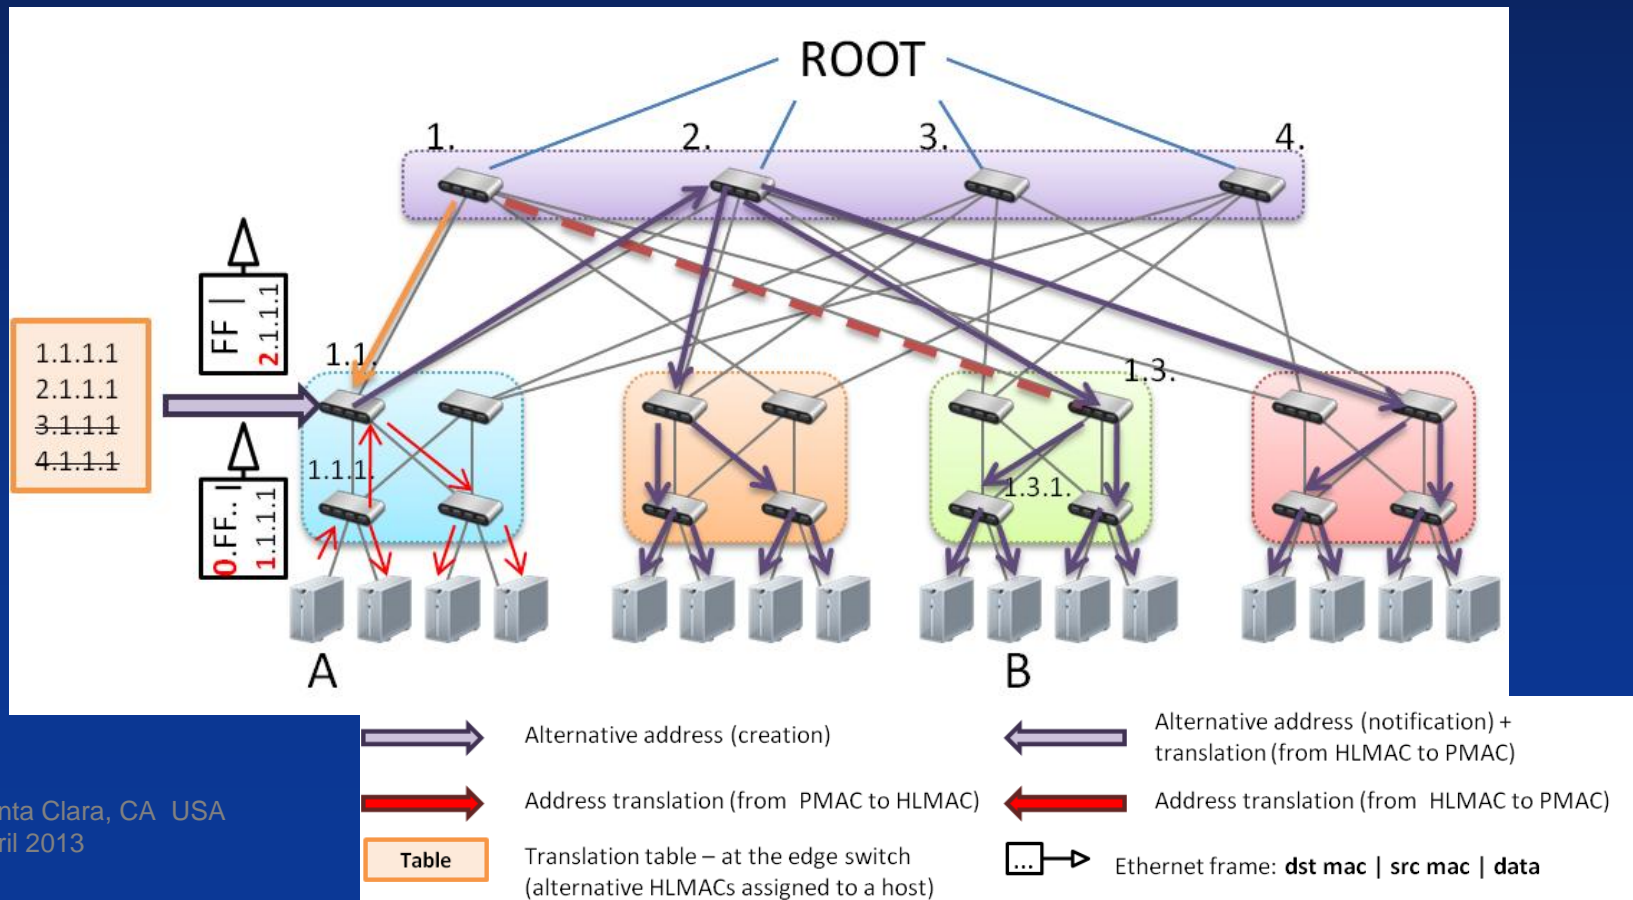 ROOT
1.
2.
3.
4.
FF |
2.1.1.1
1.1.1.1
2.1.1.1
3.1.1.1
4.1.1.1
1.1.
1.3.
0.FF.. |
1.1.1.1
1.1.1.
1.3.1.
A
B
Alternative address (creation)
Alternative address (notification) +
translation (from HLMAC to PMAC)
Address translation (from PMAC to HLMAC)
Address translation (from HLMAC to PMAC)
Table
Translation table – at the edge switch
(alternative HLMACs assigned to a host)
...
Ethernet frame: dst mac | src mac | data
nta Clara, CA USA
ril 2013